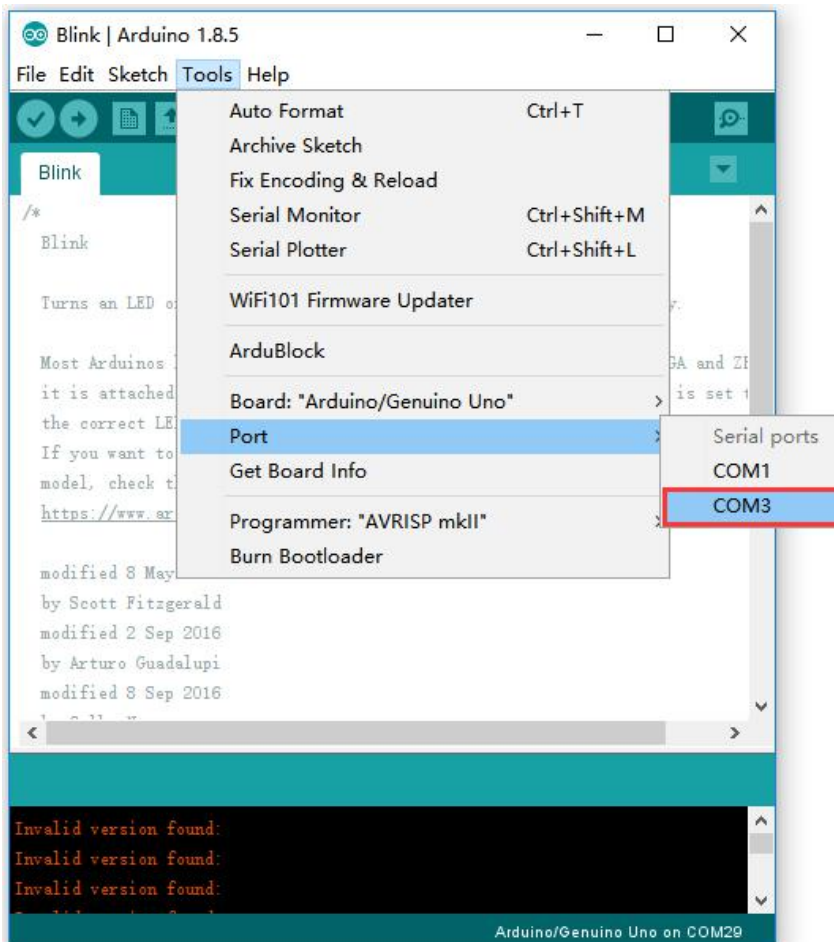 Blink | Arduino 1.8.5
File Edit Sketch Tools Help
Auto Format Ctrl+T
Archive Sketch
Fix Encoding & Reload
Serial Monitor Ctrl+Shift+M
Serial Plotter Ctrl+Shift+L
WiFi101 Firmware Updater
ArduBlock
Board: "Arduino/Genuino Uno"
Port
Get Board Info
Programmer: "AVRISP mkII"
Burn Bootloader
Serial ports
COM1
COM3
Blink
/*
Blink
Turns an LED
Most Arduinos and
it is attached is set
the correct
If you want to
model, check
https://www.ar
modified 8 May
by Scott Fitzgerald
modified 2 Sep 2016
by Arturo Guadalupi
modified 8 Sep 2016
Invalid version found:
Invalid version found:
Invalid version found:
Arduino/Genuino Uno on COM29